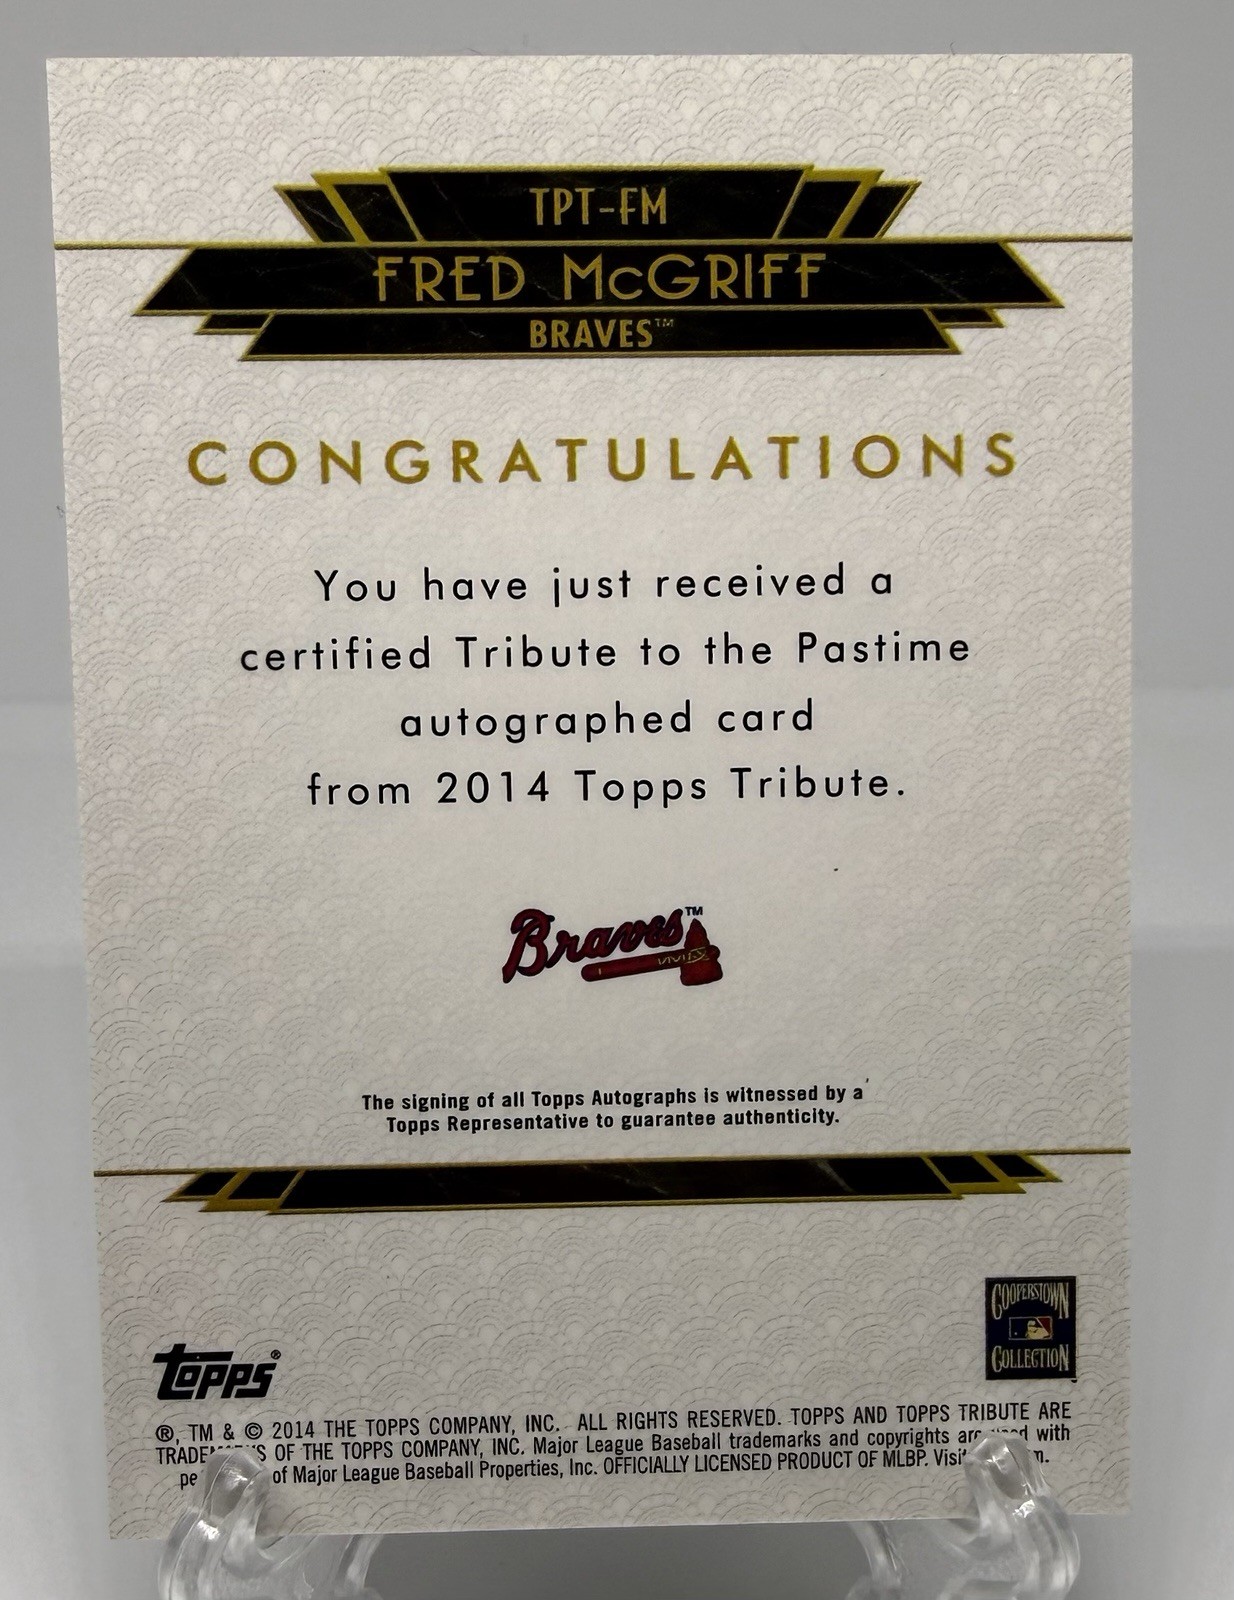 TPT-FM
FRED McGRIFF
BRAVES™
CONGRATULATIONS
You have just received a
certified Tribute to the Pastime
autographed card
from 2014 Topps Tribute.
Braves™
The signing of all Topps Autographs is witnessed by a
Topps Representative to guarantee authenticity.
COOPERSTOWN
COLLECTION
Topps®
®, TM & © 2014 THE TOPPS COMPANY, INC. ALL RIGHTS RESERVED. TOPPS AND TOPPS TRIBUTE ARE
OF THE TOPPS COMPANY, INC. Major League Baseball trademarks and copyrights are with
of Major League Baseball Properties, Inc. OFFICIALLY LICENSED PRODUCT OF MLBP.